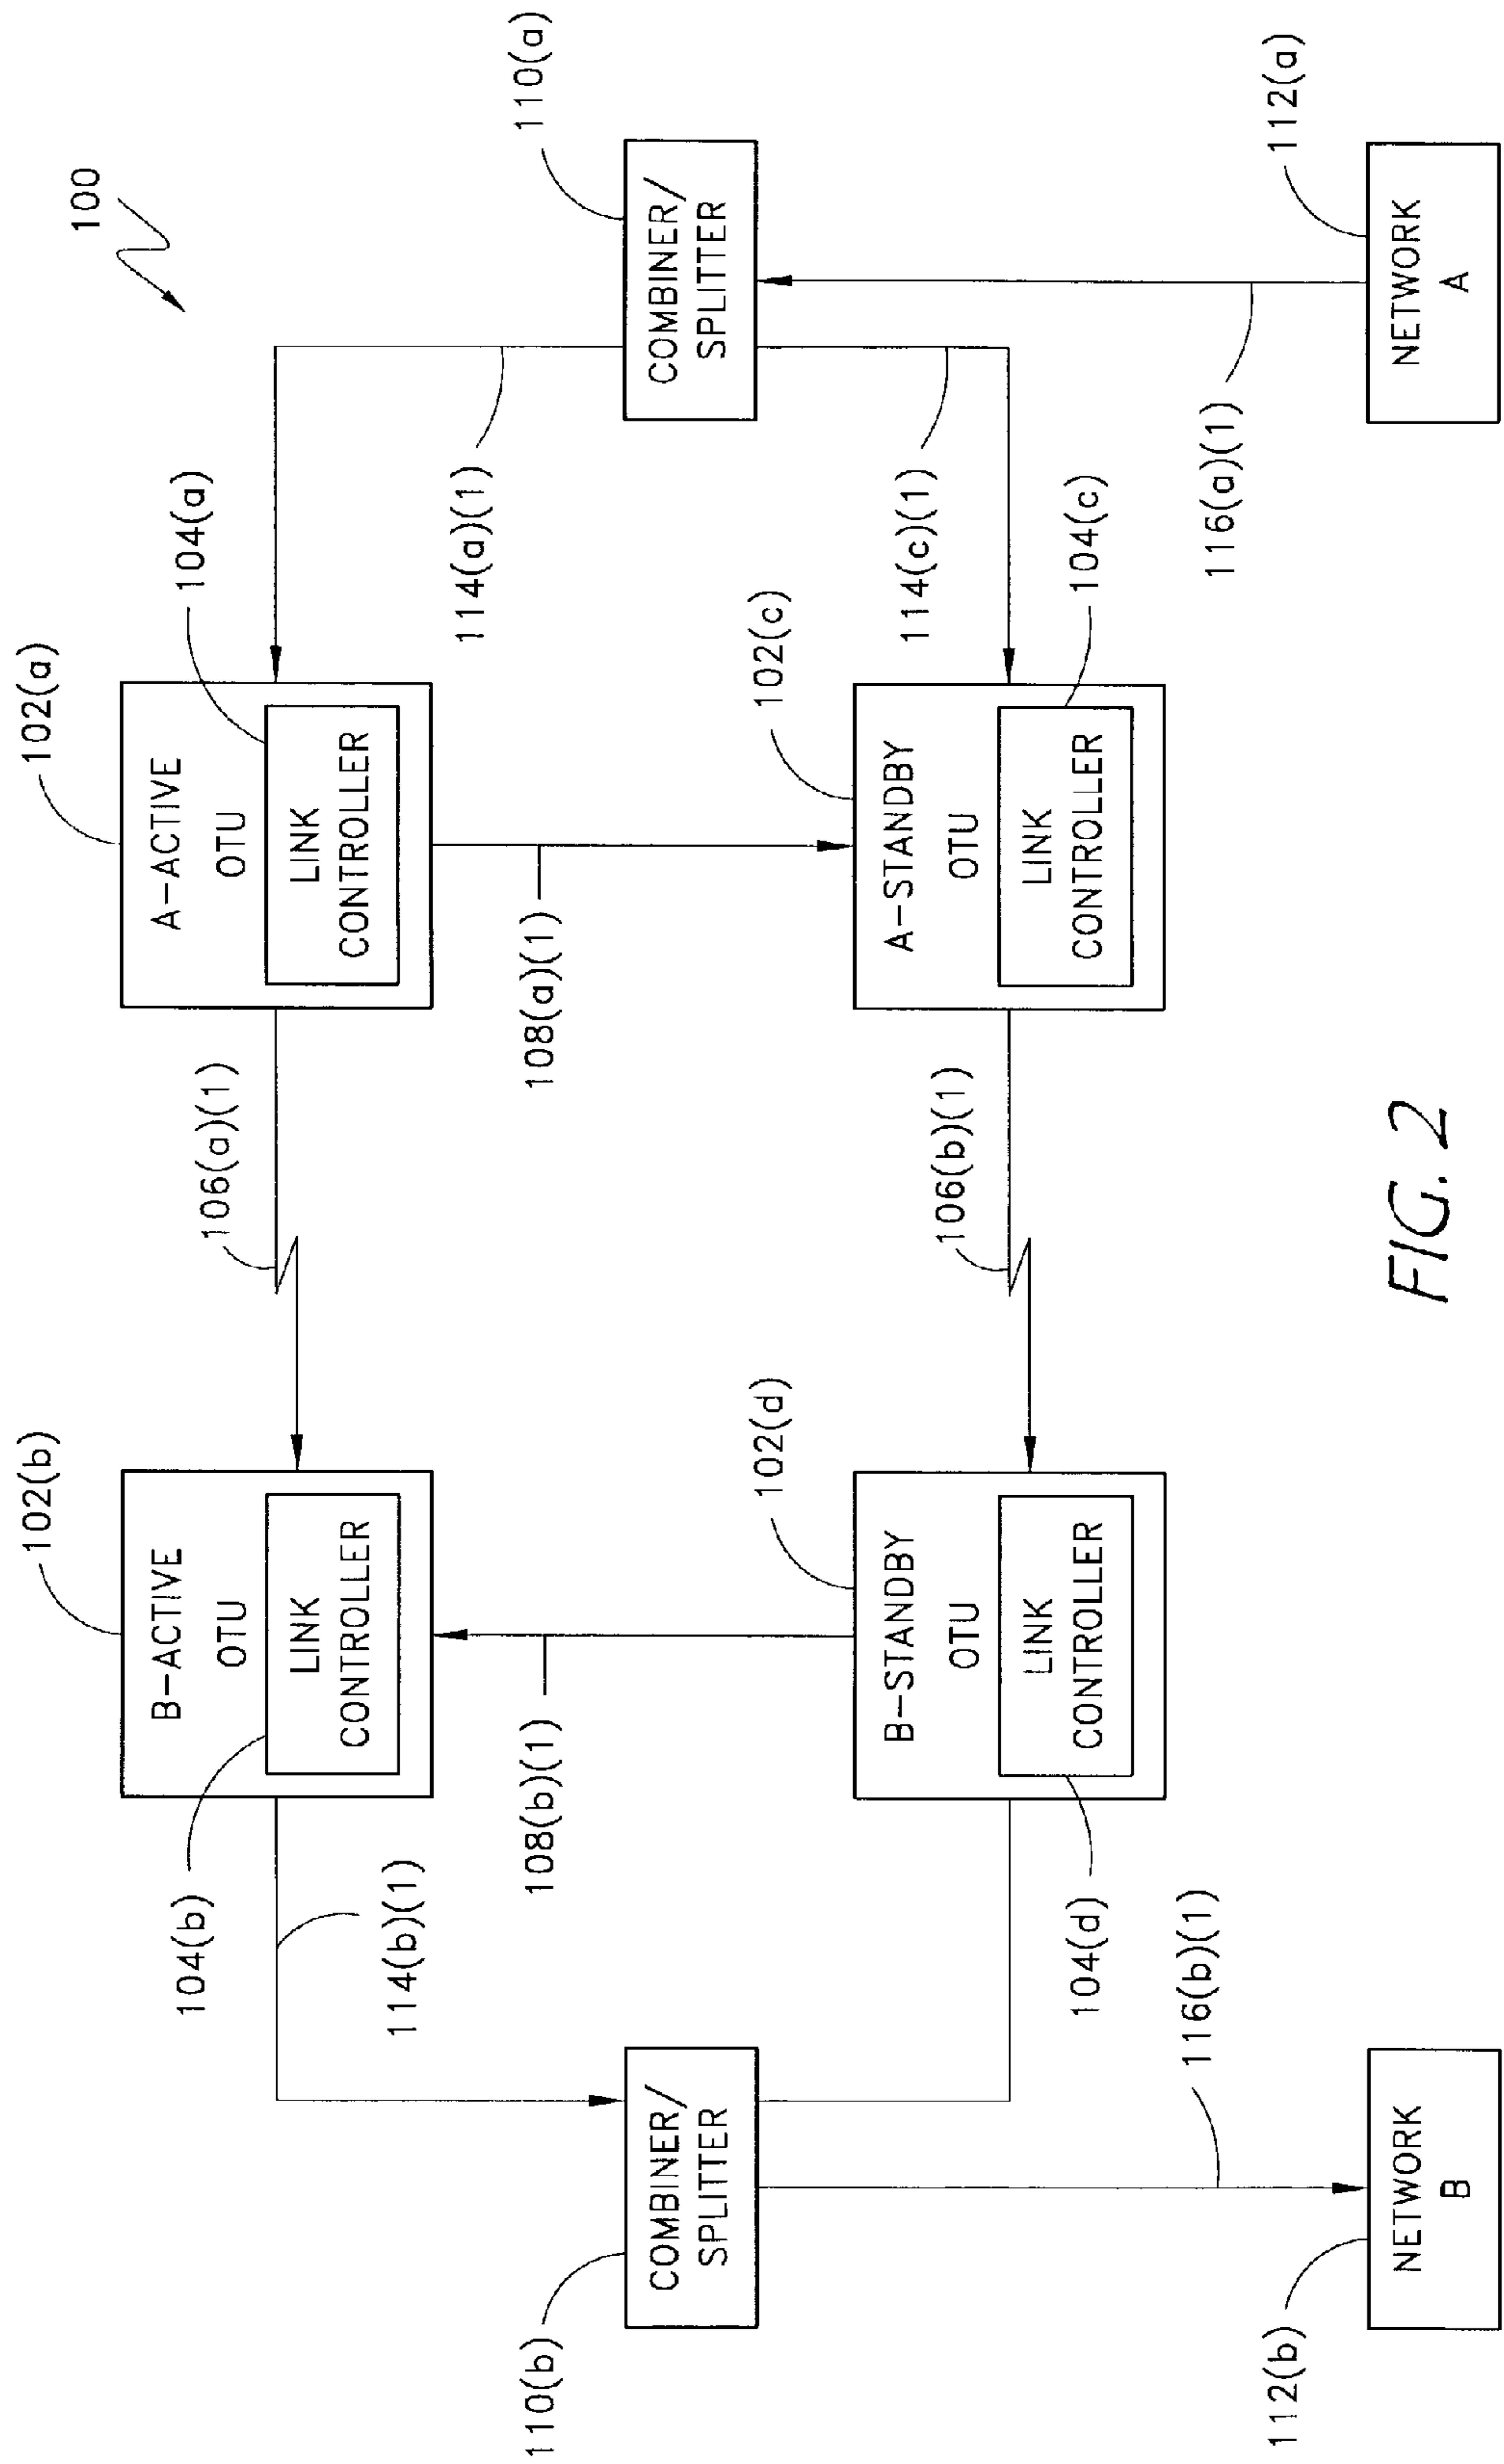 100
102(b)
102(a)
104(b)
B-ACTIVE
OTU
LINK
CONTROLLER
106(a)(1)
A-ACTIVE
OTU
LINK
CONTROLLER
104(a)
114(b)(1)
114(a)(1)
110(b)
108(b)(1)
108(a)(1)
110(a)
COMBINER/
SPLITTER
COMBINER/
SPLITTER
102(d)
102(c)
B-STANDBY
OTU
LINK
CONTROLLER
106(b)(1)
A-STANDBY
OTU
LINK
CONTROLLER
114(c)(1)
104(d)
104(c)
116(b)(1)
116(a)(1)
112(b)
112(a)
NETWORK
B
NETWORK
A
FIG. 2